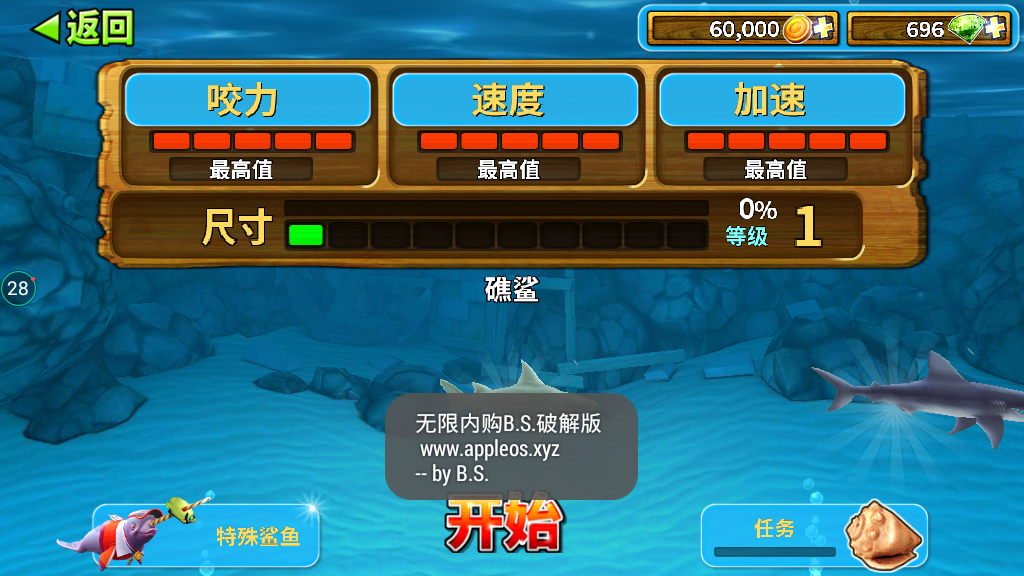 返回
60,000
696
咬力
速度
加速
最高值
最高值
最高值
尺寸
0%
等级
1
28
礁鲨
无限内购B.S.破解版
www.appleos.xyz
-- by B.S.
特殊鲨鱼
开始
任务